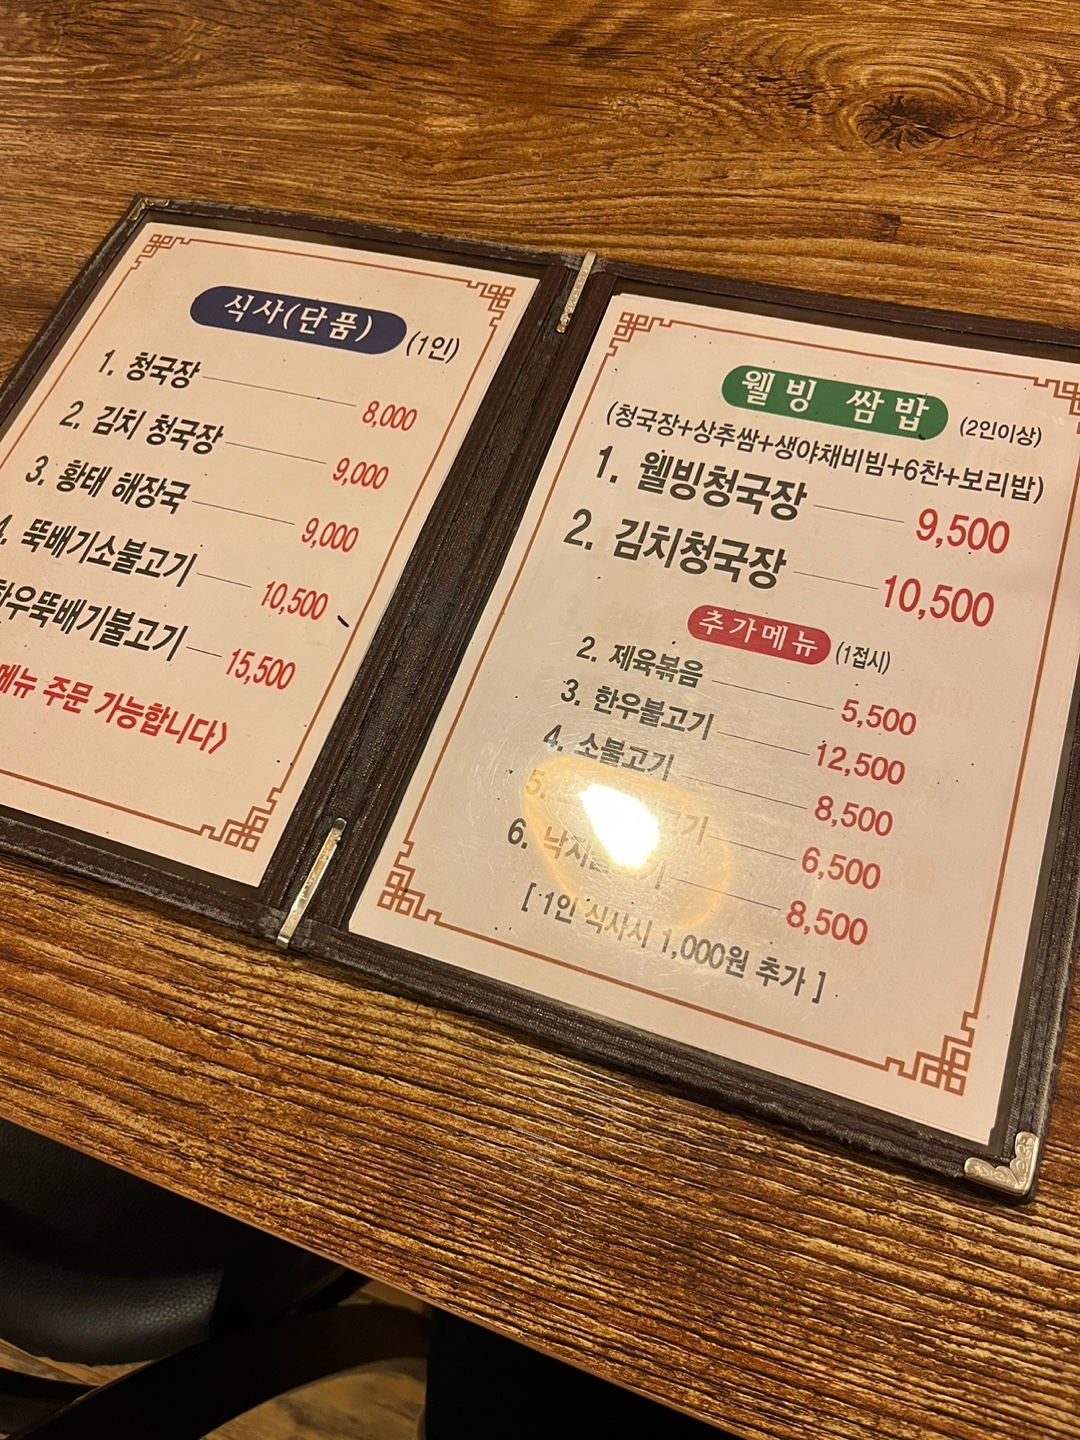 식사(단품) (1인)
1. 청국장 8,000
2. 김치 청국장 9,000
3. 황태 해장국 9,000
4. 뚝배기소불고기 10,500
한우뚝배기불고기 15,500
메뉴 주문 가능합니다>
웰빙 쌈밥 (2인이상)
(청국장+상추쌈+생야채비빔+6찬+보리밥)
1. 웰빙청국장 9,500
2. 김치청국장 10,500
추가메뉴 (1접시)
2. 제육볶음 5,500
3. 한우불고기 12,500
4. 소불고기 8,500
5. 6,500
6. 8,500
[ 1인 식사시 1,000원 추가 ]